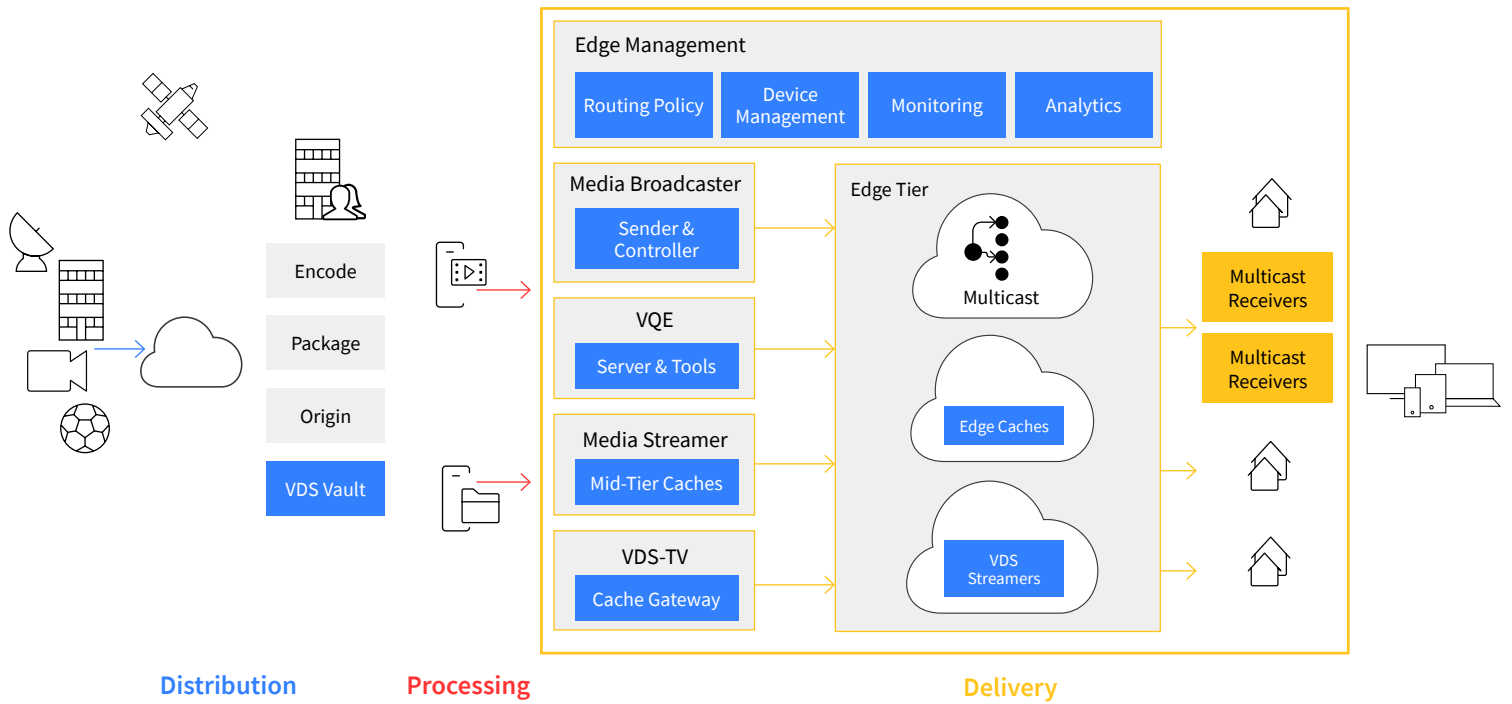 Edge Management
Routing Policy
Device
Management
Monitoring
Analytics
Encode
Package
Origin
VDS Vault
Media Broadcaster
Sender &
Controller
VQE
Server & Tools
Media Streamer
Mid-Tier Caches
VDS-TV
Cache Gateway
Edge Tier
Multicast
Edge Caches
VDS
Streamers
Multicast
Receivers
Multicast
Receivers
Distribution
Processing
Delivery